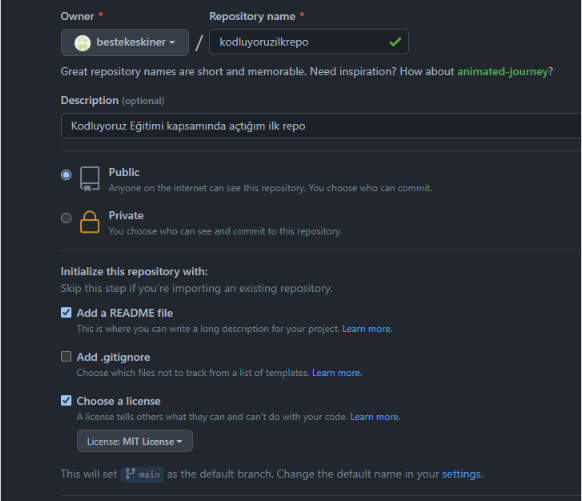 Owner * Repository name *
bestekeskiner / kodluyoruzilkrepo
Great repository names are short and memorable. Need inspiration? How about animated-journey?
Description (optional)
Kodluyoruz Eğitimi kapsamında açtığım ilk repo
Public
Anyone on the internet can see this repository. You choose who can commit.
Private
You choose who can see and commit to this repository.
Initialize this repository with:
Skip this step if you're importing an existing repository.
Add a README file
This is where you can write a long description for your project. Learn more.
Add .gitignore
Choose which files not to track from a list of templates. Learn more.
Choose a license
A license tells others what they can and can't do with your code. Learn more.
License: MIT License
This will set main as the default branch. Change the default name in your settings.